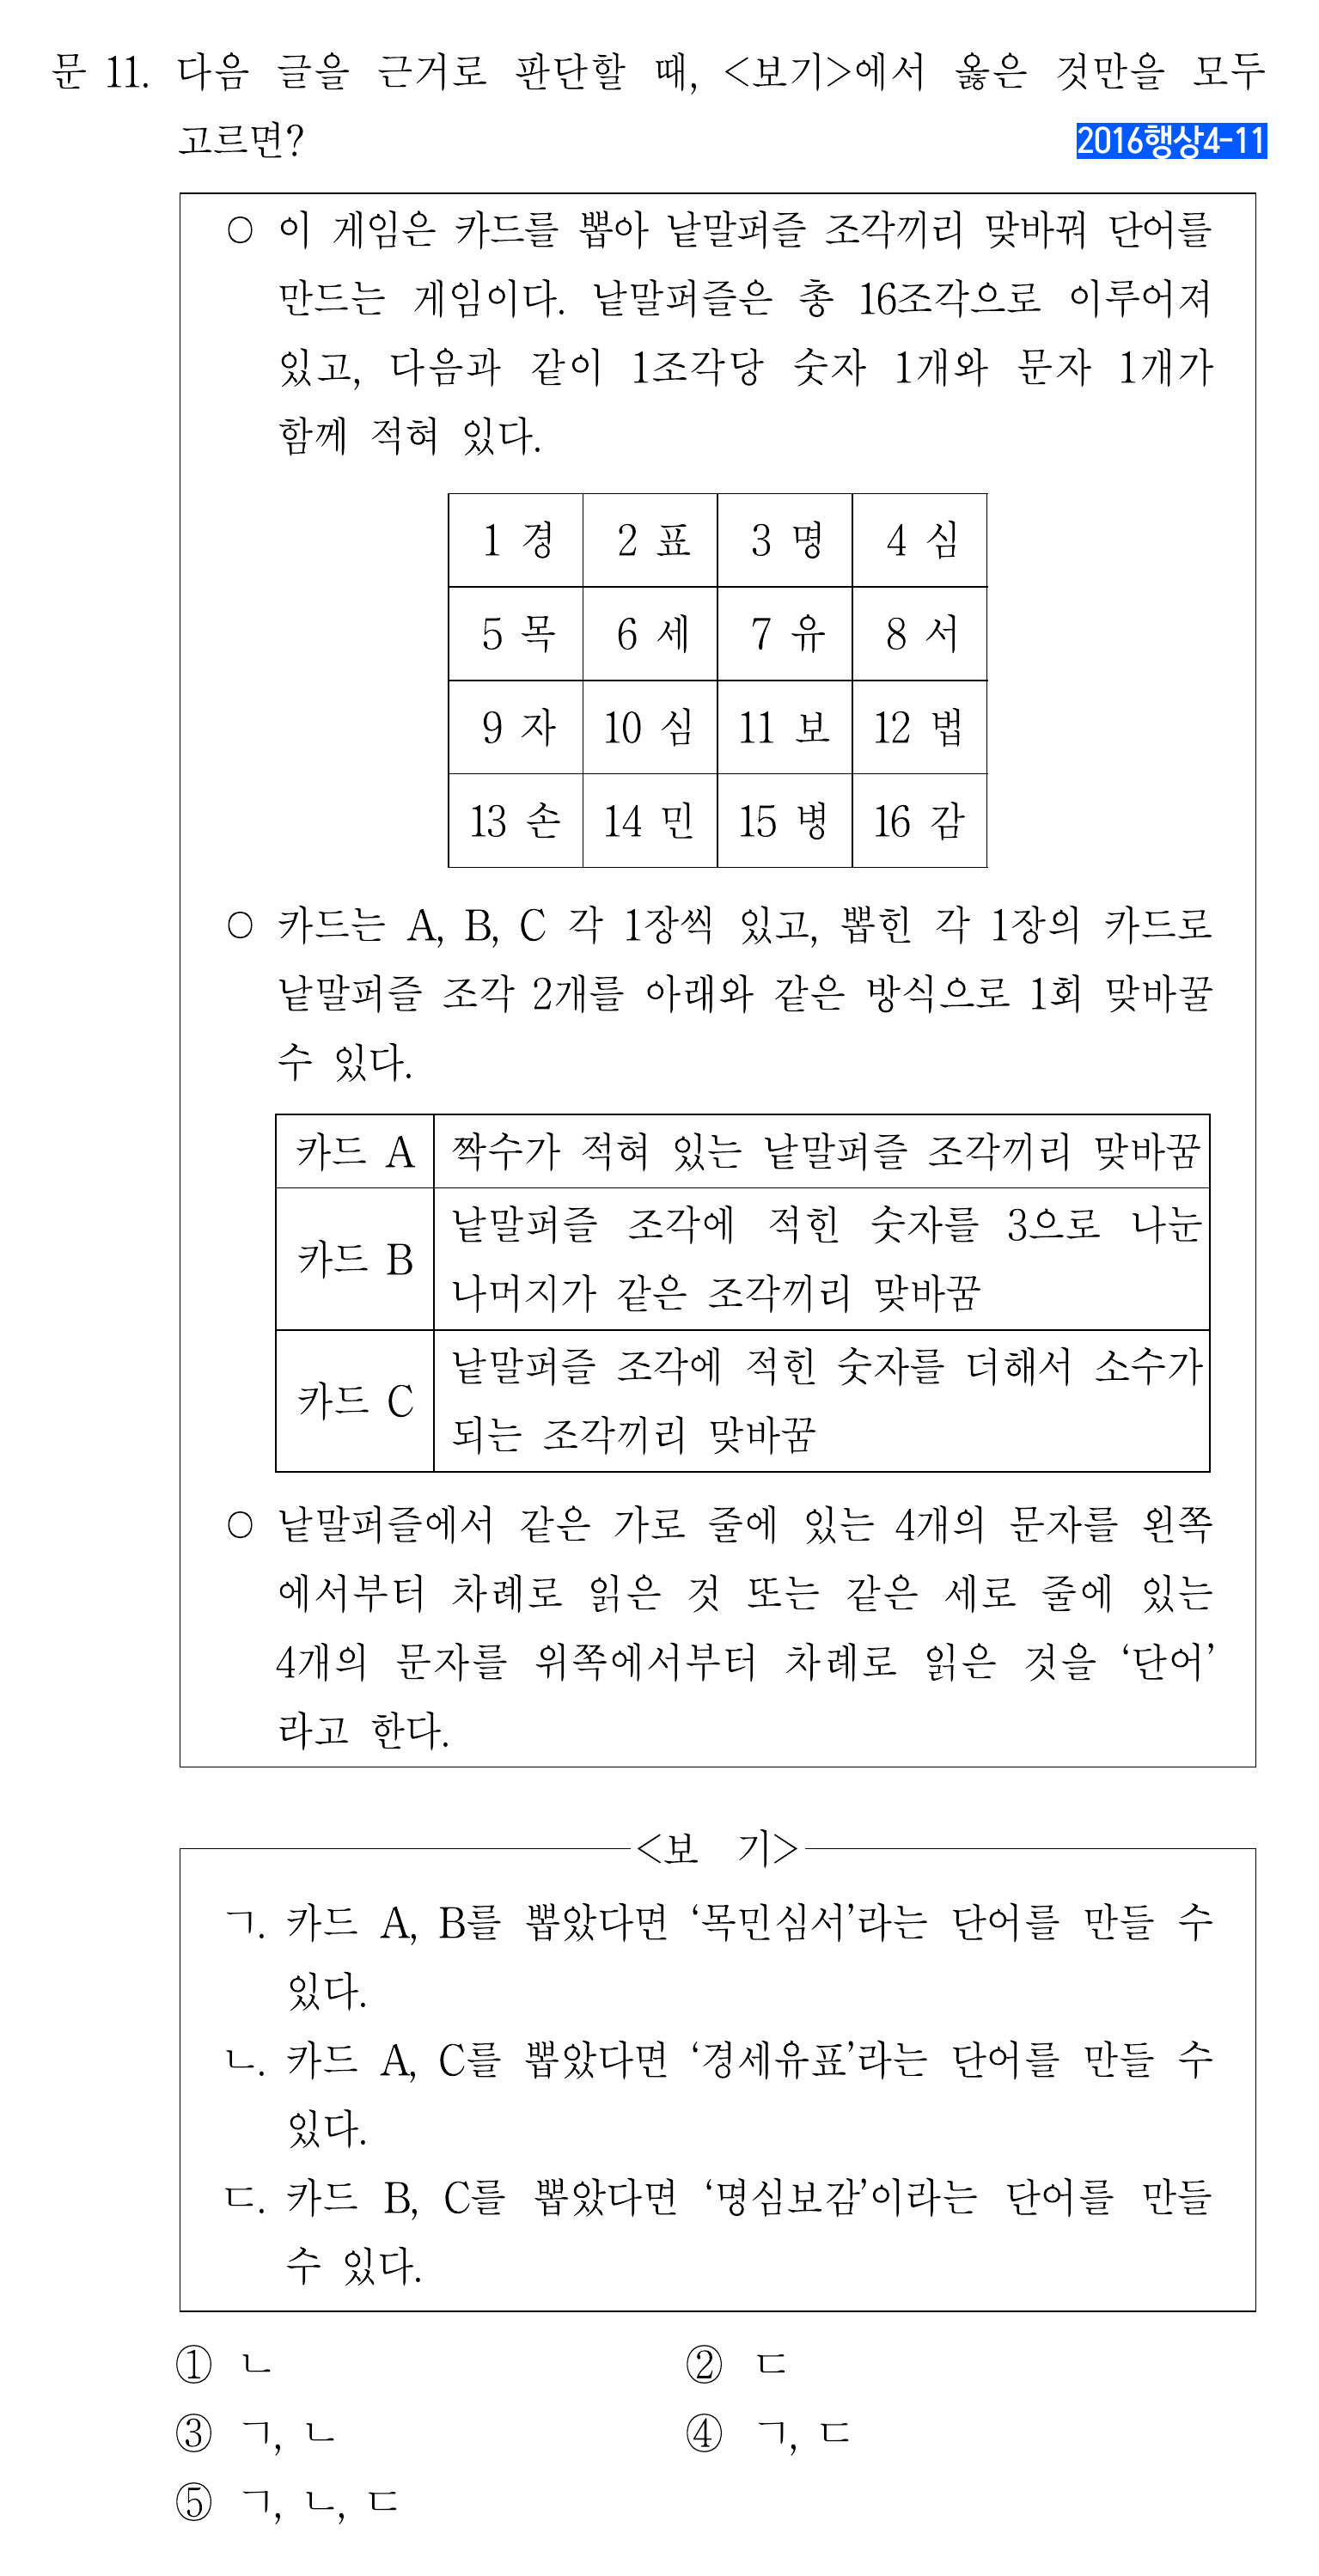 문 11. 다음 글을 근거로 판단할 때, <보기>에서 옳은 것만을 모두
고르면?
2016행상4-11
○ 이 게임은 카드를 뽑아 낱말퍼즐 조각끼리 맞바꿔 단어를
만드는 게임이다. 낱말퍼즐은 총 16조각으로 이루어져
있고, 다음과 같이 1조각당 숫자 1개와 문자 1개가
함께 적혀 있다.
1 경 2 표 3 명 4 심
5 목 6 세 7 유 8 서
9 자 10 심 11 보 12 법
13 손 14 민 15 병 16 감
○ 카드는 A, B, C 각 1장씩 있고, 뽑힌 각 1장의 카드로
낱말퍼즐 조각 2개를 아래와 같은 방식으로 1회 맞바꿀
수 있다.
카드 A 짝수가 적혀 있는 낱말퍼즐 조각끼리 맞바꿈
카드 B 낱말퍼즐 조각에 적힌 숫자를 3으로 나눈
나머지가 같은 조각끼리 맞바꿈
카드 C 낱말퍼즐 조각에 적힌 숫자를 더해서 소수가
되는 조각끼리 맞바꿈
○ 낱말퍼즐에서 같은 가로 줄에 있는 4개의 문자를 왼쪽
에서부터 차례로 읽은 것 또는 같은 세로 줄에 있는
4개의 문자를 위쪽에서부터 차례로 읽은 것을 ‘단어’
라고 한다.
<보 기>
ㄱ. 카드 A, B를 뽑았다면 ‘목민심서’라는 단어를 만들 수
있다.
ㄴ. 카드 A, C를 뽑았다면 ‘경세유표’라는 단어를 만들 수
있다.
ㄷ. 카드 B, C를 뽑았다면 ‘명심보감’이라는 단어를 만들
수 있다.
① ㄴ ② ㄷ
③ ㄱ, ㄴ ④ ㄱ, ㄷ
⑤ ㄱ, ㄴ, ㄷ